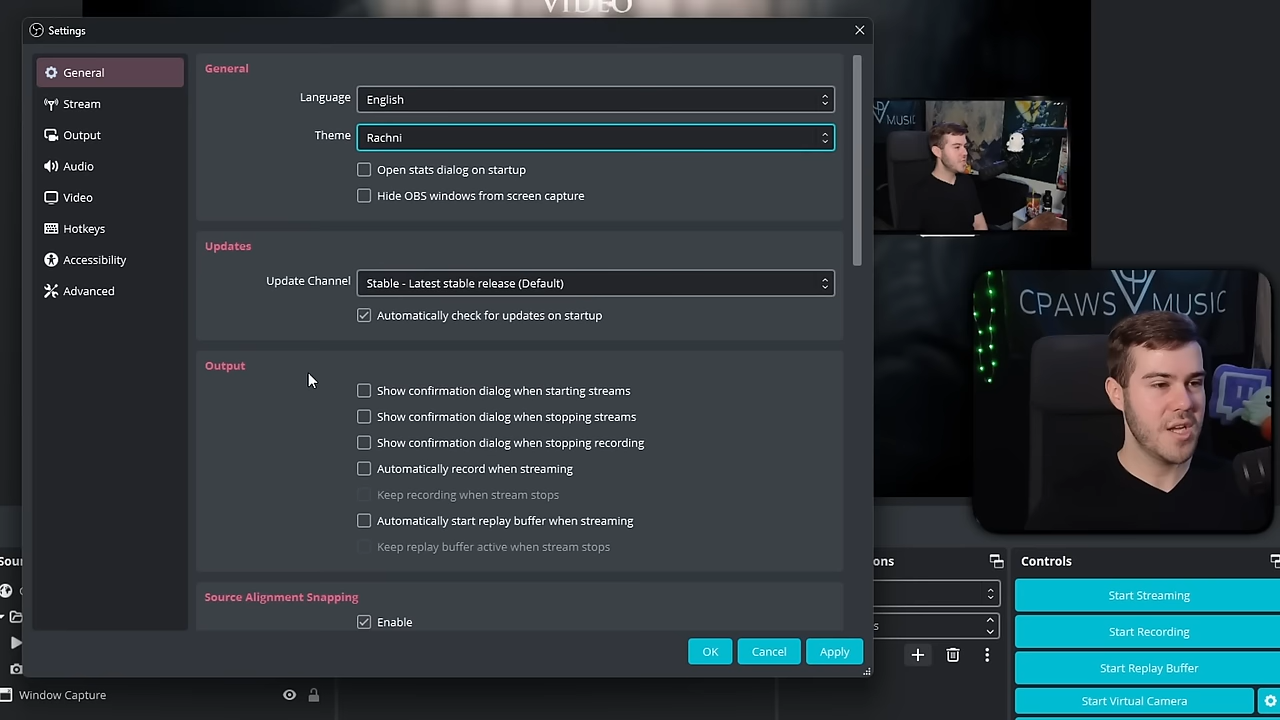 VIDEO
Settings
General
Stream
Output
Audio
Video
Hotkeys
Accessibility
Advanced
General
Language
English
Theme
Rachni
Open stats dialog on startup
Hide OBS windows from screen capture
Updates
Update Channel
Stable - Latest stable release (Default)
Automatically check for updates on startup
Output
Show confirmation dialog when starting streams
Show confirmation dialog when stopping streams
Show confirmation dialog when stopping recording
Automatically record when streaming
Keep recording when stream stops
Automatically start replay buffer when streaming
Keep replay buffer active when stream stops
Source Alignment Snapping
Enable
OK
Cancel
Apply
MUSIC
CPAWS MUSIC
Sour
ons
s
Controls
Start Streaming
Start Recording
Start Replay Buffer
Start Virtual Camera
Window Capture